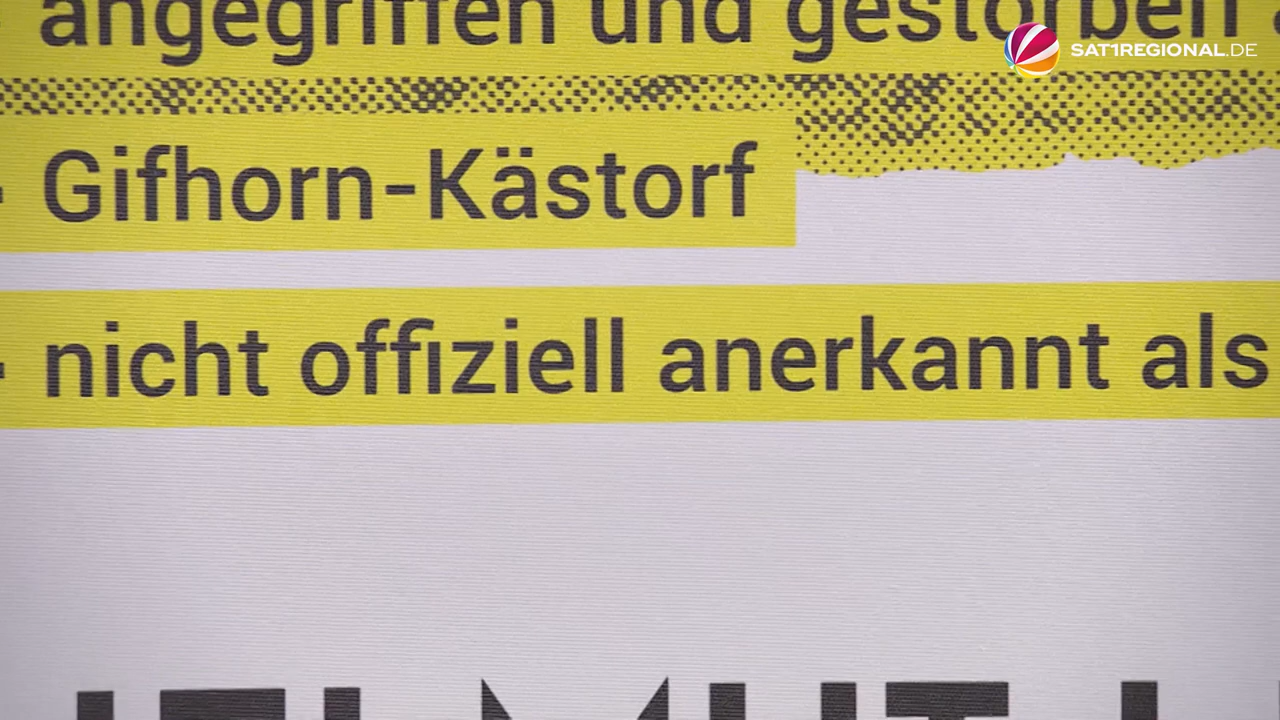 angegriffen und gestorben
SAT1REGIONAL.DE
- Gifhorn-Kästorf
- nicht offiziell anerkannt als